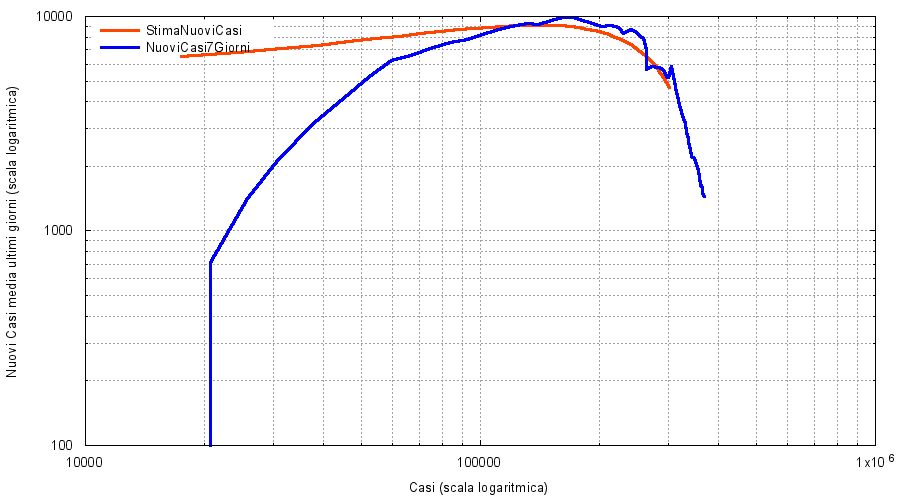 10000
StimaNuoviCasi
NuoviCasi7Giorni
Nuovi Casi media ultimi giorni (scala logaritmica)
1000
100
10000
100000
1x10 6
Casi (scala logaritmica)